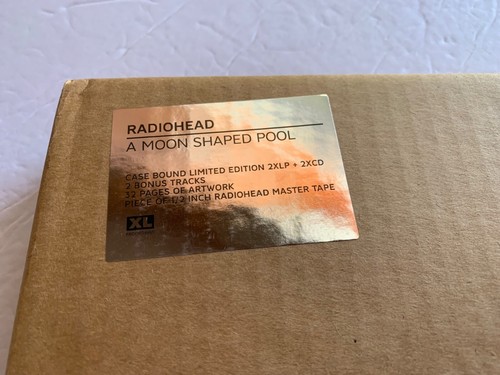 RADIOHEAD
A MOON SHAPED POOL
CASE BOUND LIMITED EDITION 2XLP + 2XCD
2 BONUS TRACKS
32 PAGES OF ARTWORK
PIECE OF 1/2 INCH RADIOHEAD MASTER TAPE
XL